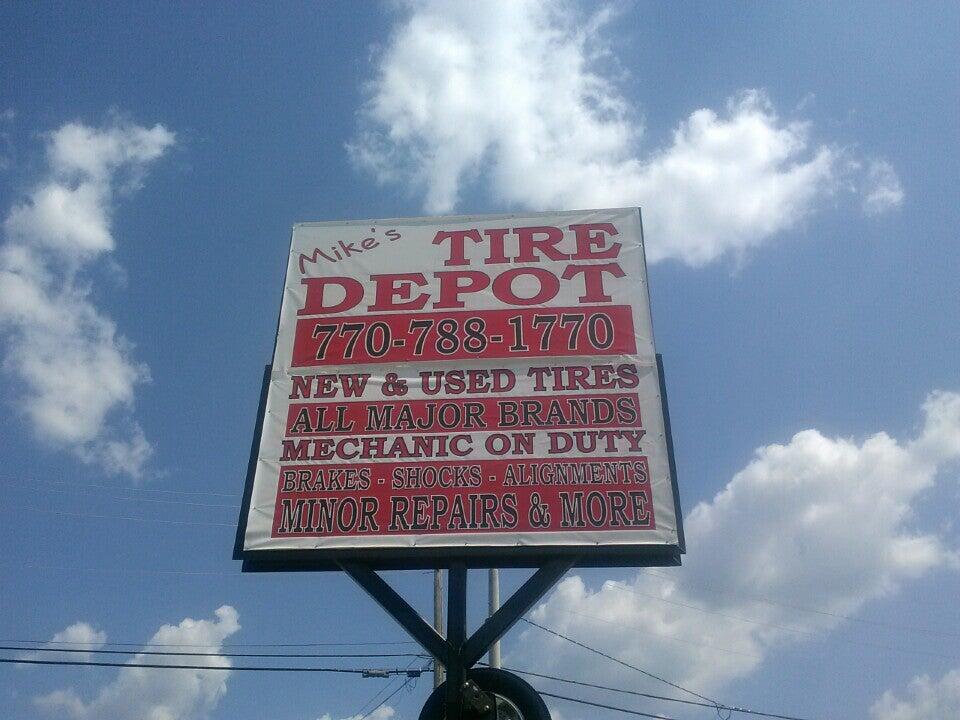 Mike's TIRE
DEPOT
770-788-1770
NEW & USED TIRES
ALL MAJOR BRANDS
MECHANIC ON DUTY
BRAKES - SHOCKS - ALIGNMENTS
MINOR REPAIRS & MORE